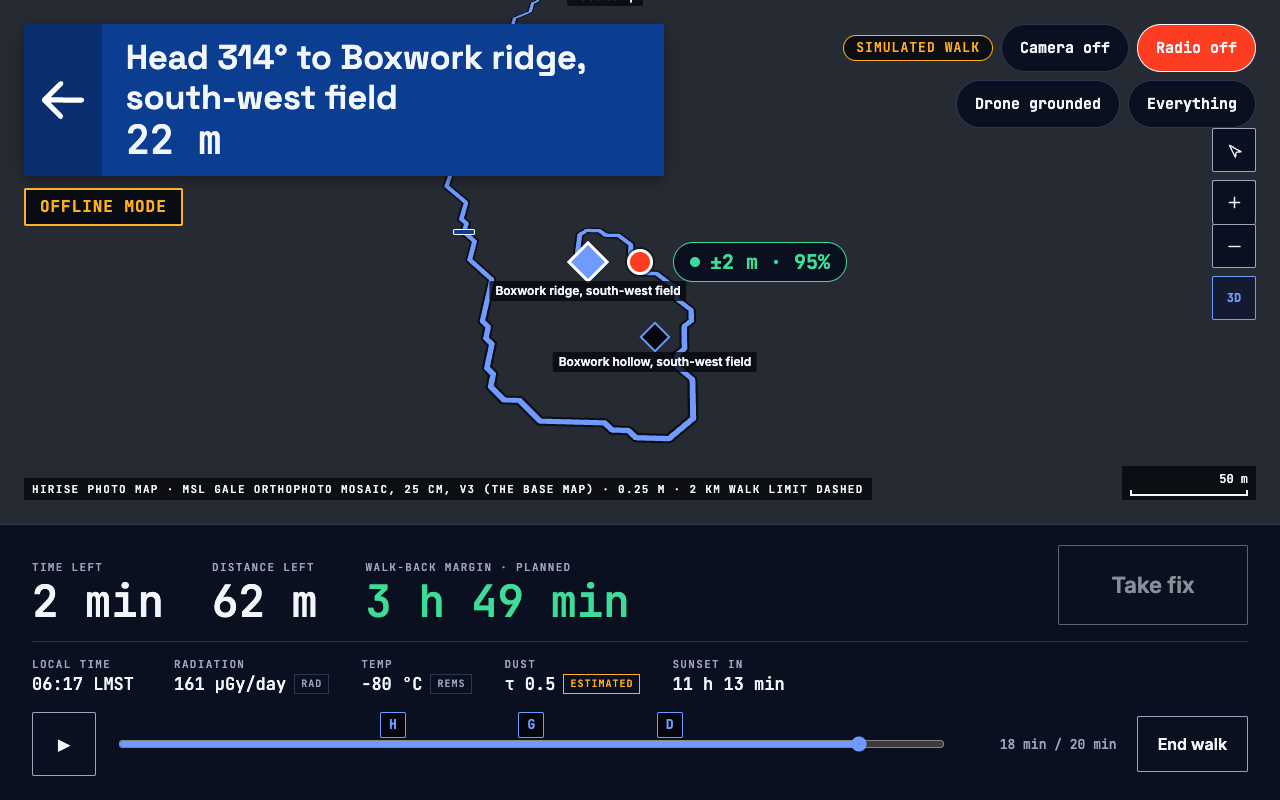 Head 314° to Boxwork ridge,
south-west field
22 m
SIMULATED WALK
Camera off
Radio off
Drone grounded
Everything
OFFLINE MODE
+
−
3D
±2 m · 95%
Boxwork ridge, south-west field
Boxwork hollow, south-west field
HIRISE PHOTO MAP · MSL GALE ORTHOPHOTO MOSAIC, 25 CM, V3 (THE BASE MAP) · 0.25 M · 2 KM WALK LIMIT DASHED
50 m
TIME LEFT
2 min
DISTANCE LEFT
62 m
WALK-BACK MARGIN · PLANNED
3 h 49 min
Take fix
LOCAL TIME
06:17 LMST
RADIATION
161 µGy/day RAD
TEMP
-80 °C REMS
DUST
τ 0.5 ESTIMATED
SUNSET IN
11 h 13 min
H
G
D
18 min / 20 min
End walk